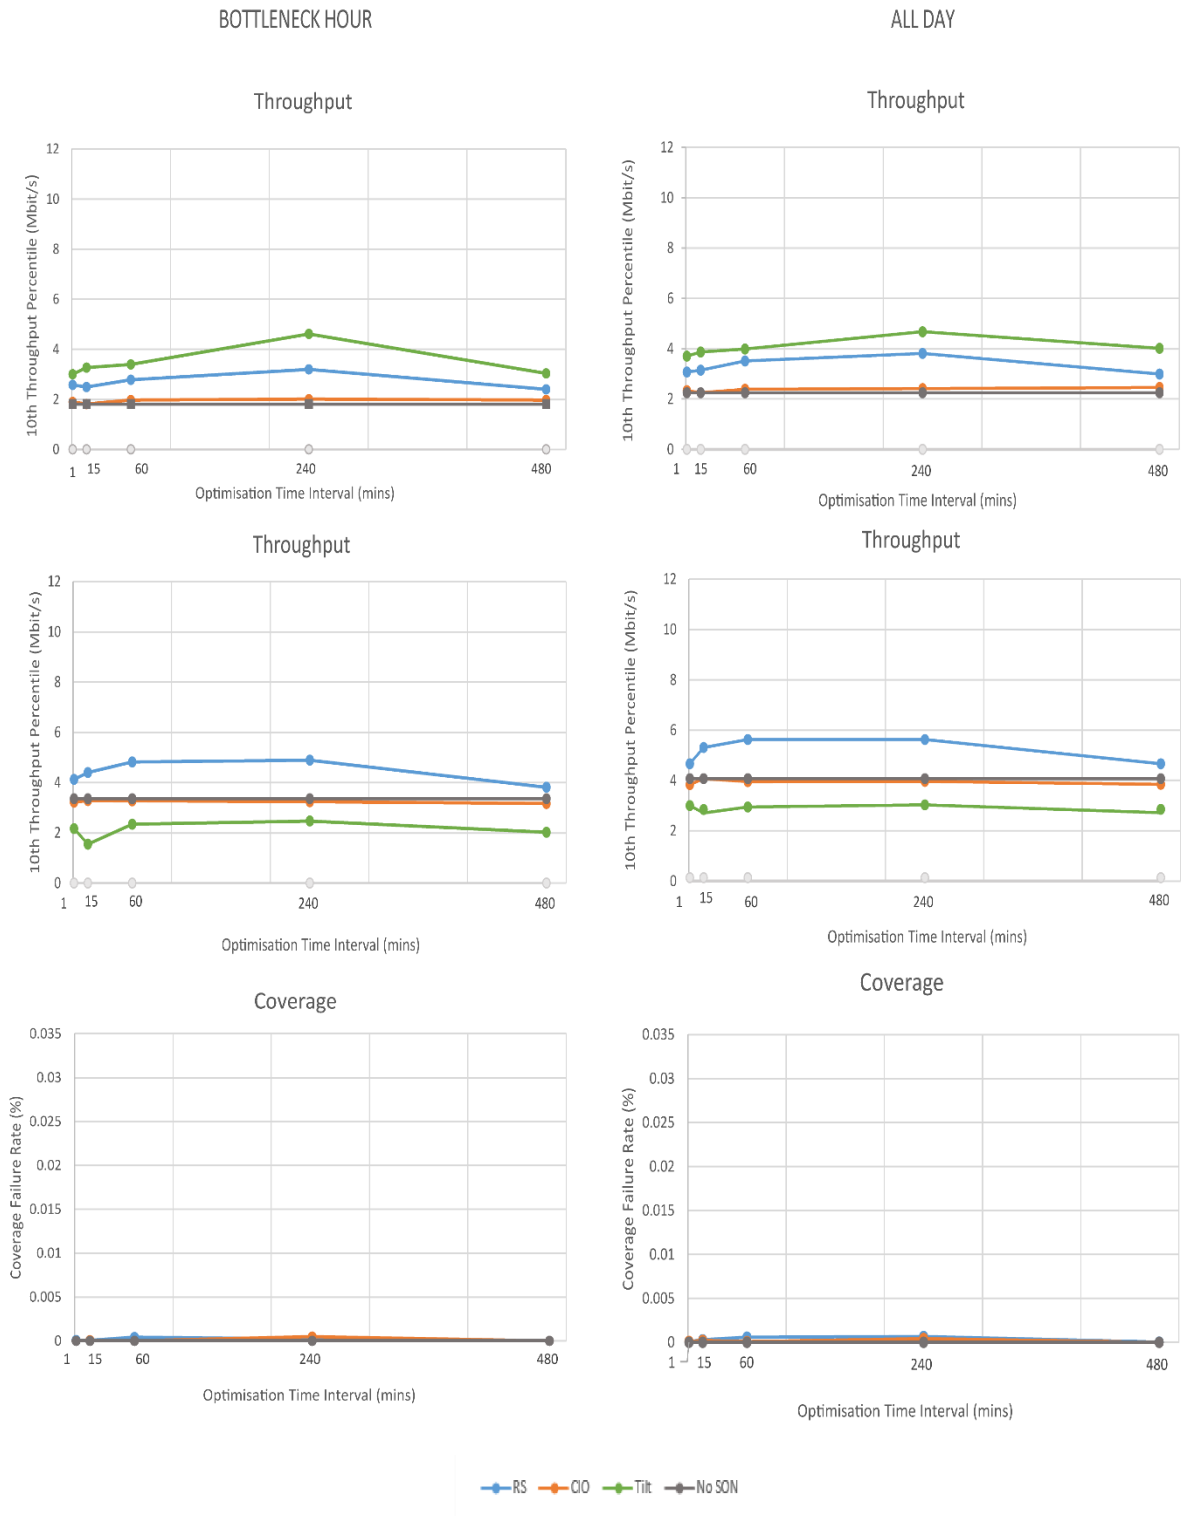 BOTTLENECK HOUR
ALL DAY
Throughput
10th Throughput Percentile (Mbit/s)
12
10
8
6
4
2
0
1 15 60 240 480
Optimisation Time Interval (mins)
Throughput
10th Throughput Percentile (Mbit/s)
12
10
8
6
4
2
0
1 15 60 240 480
Optimisation Time Interval (mins)
Throughput
10th Throughput Percentile (Mbit/s)
12
10
8
6
4
2
0
1 15 60 240 480
Optimisation Time Interval (mins)
Throughput
10th Throughput Percentile (Mbit/s)
12
10
8
6
4
2
0
1 15 60 240 480
Optimisation Time Interval (mins)
Coverage
Coverage Failure Rate (%)
0.035
0.03
0.025
0.02
0.015
0.01
0.005
0
1 15 60 240 480
Optimisation Time Interval (mins)
Coverage
Coverage Failure Rate (%)
0.035
0.03
0.025
0.02
0.015
0.01
0.005
0
1 15 60 240 480
Optimisation Time Interval (mins)
RS CIO Tilt No SON